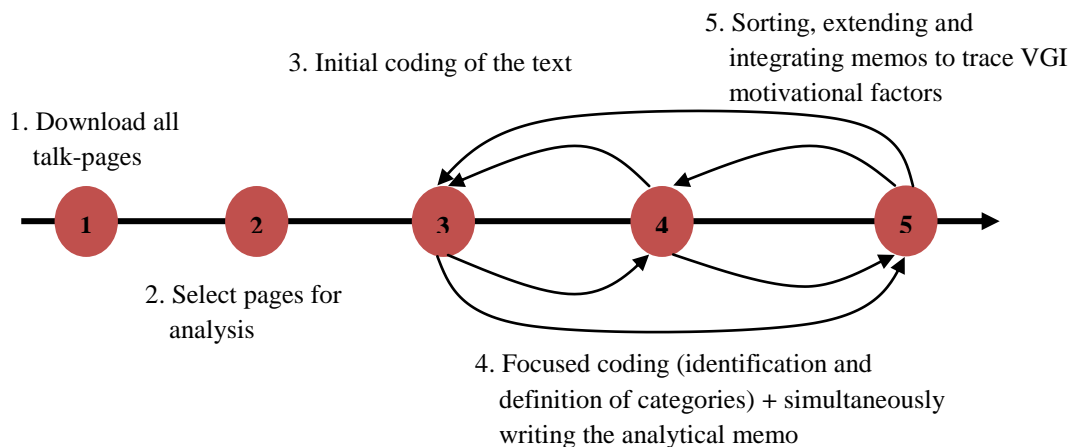 5. Sorting, extending and
integrating memos to trace VGI
motivational factors
3. Initial coding of the text
1. Download all
talk-pages
1
2
3
4
5
2. Select pages for
analysis
4. Focused coding (identification and
definition of categories) + simultaneously
writing the analytical memo